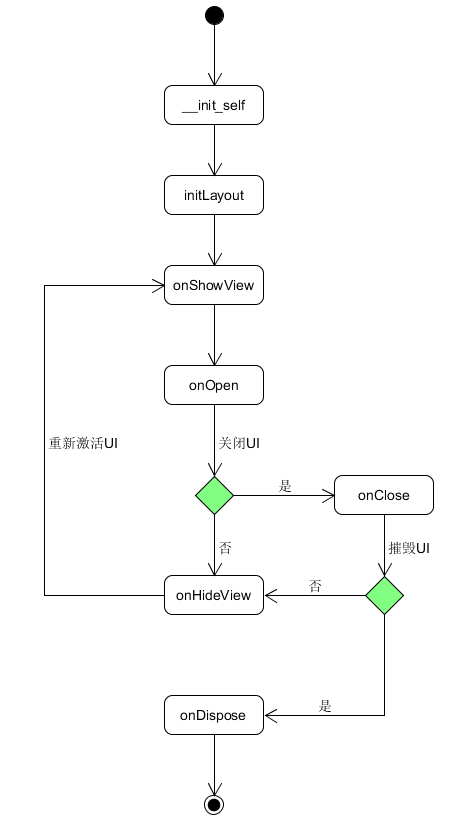 __init_self
initLayout
onShowView
onOpen
重新激活UI
关闭UI
是
onClose
否
摧毁UI
onHideView
否
onDispose
是